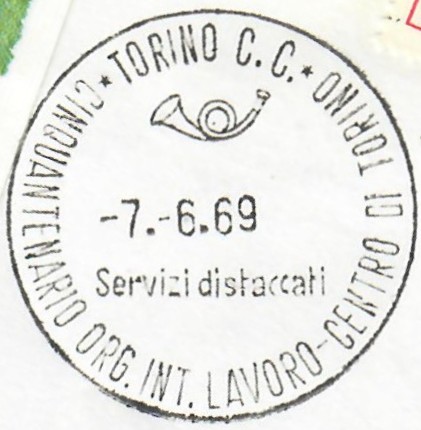 * TORINO C.C. *
CINQUANTENARIO ORG. INT. LAVORO-CENTRO DI TORINO
-7.-6.69
Servizi distaccati